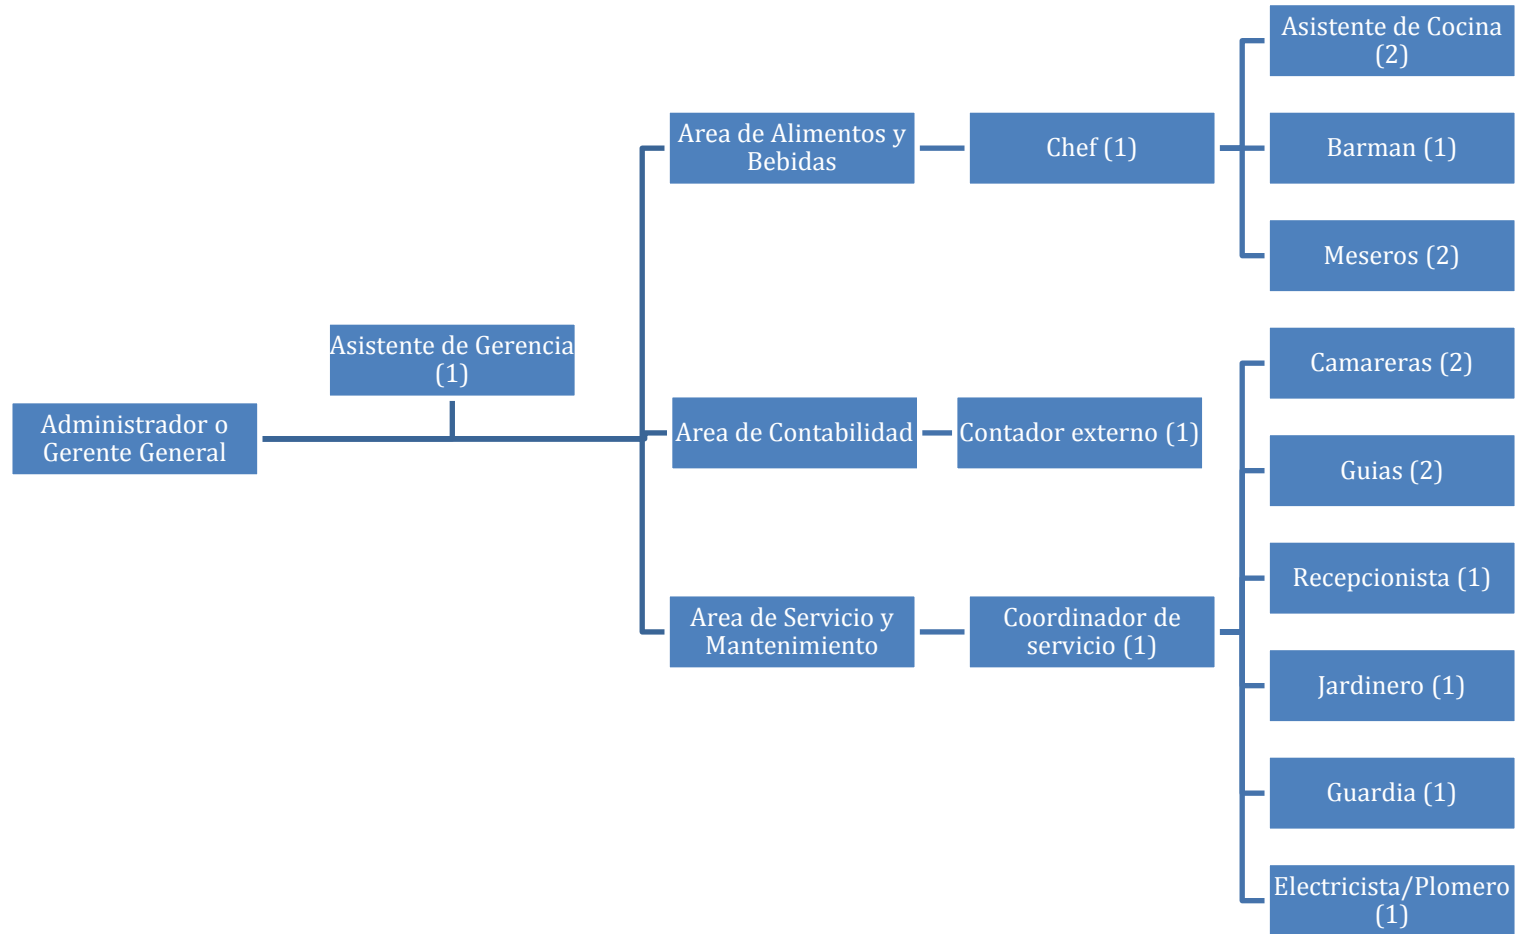 Administrador o
Gerente General
Asistente de Gerencia
(1)
Area de Alimentos y
Bebidas
Chef (1)
Asistente de Cocina
(2)
Barman (1)
Meseros (2)
Area de Contabilidad
Contador externo (1)
Area de Servicio y
Mantenimiento
Coordinador de
servicio (1)
Camareras (2)
Guias (2)
Recepcionista (1)
Jardinero (1)
Guardia (1)
Electricista/Plomero
(1)